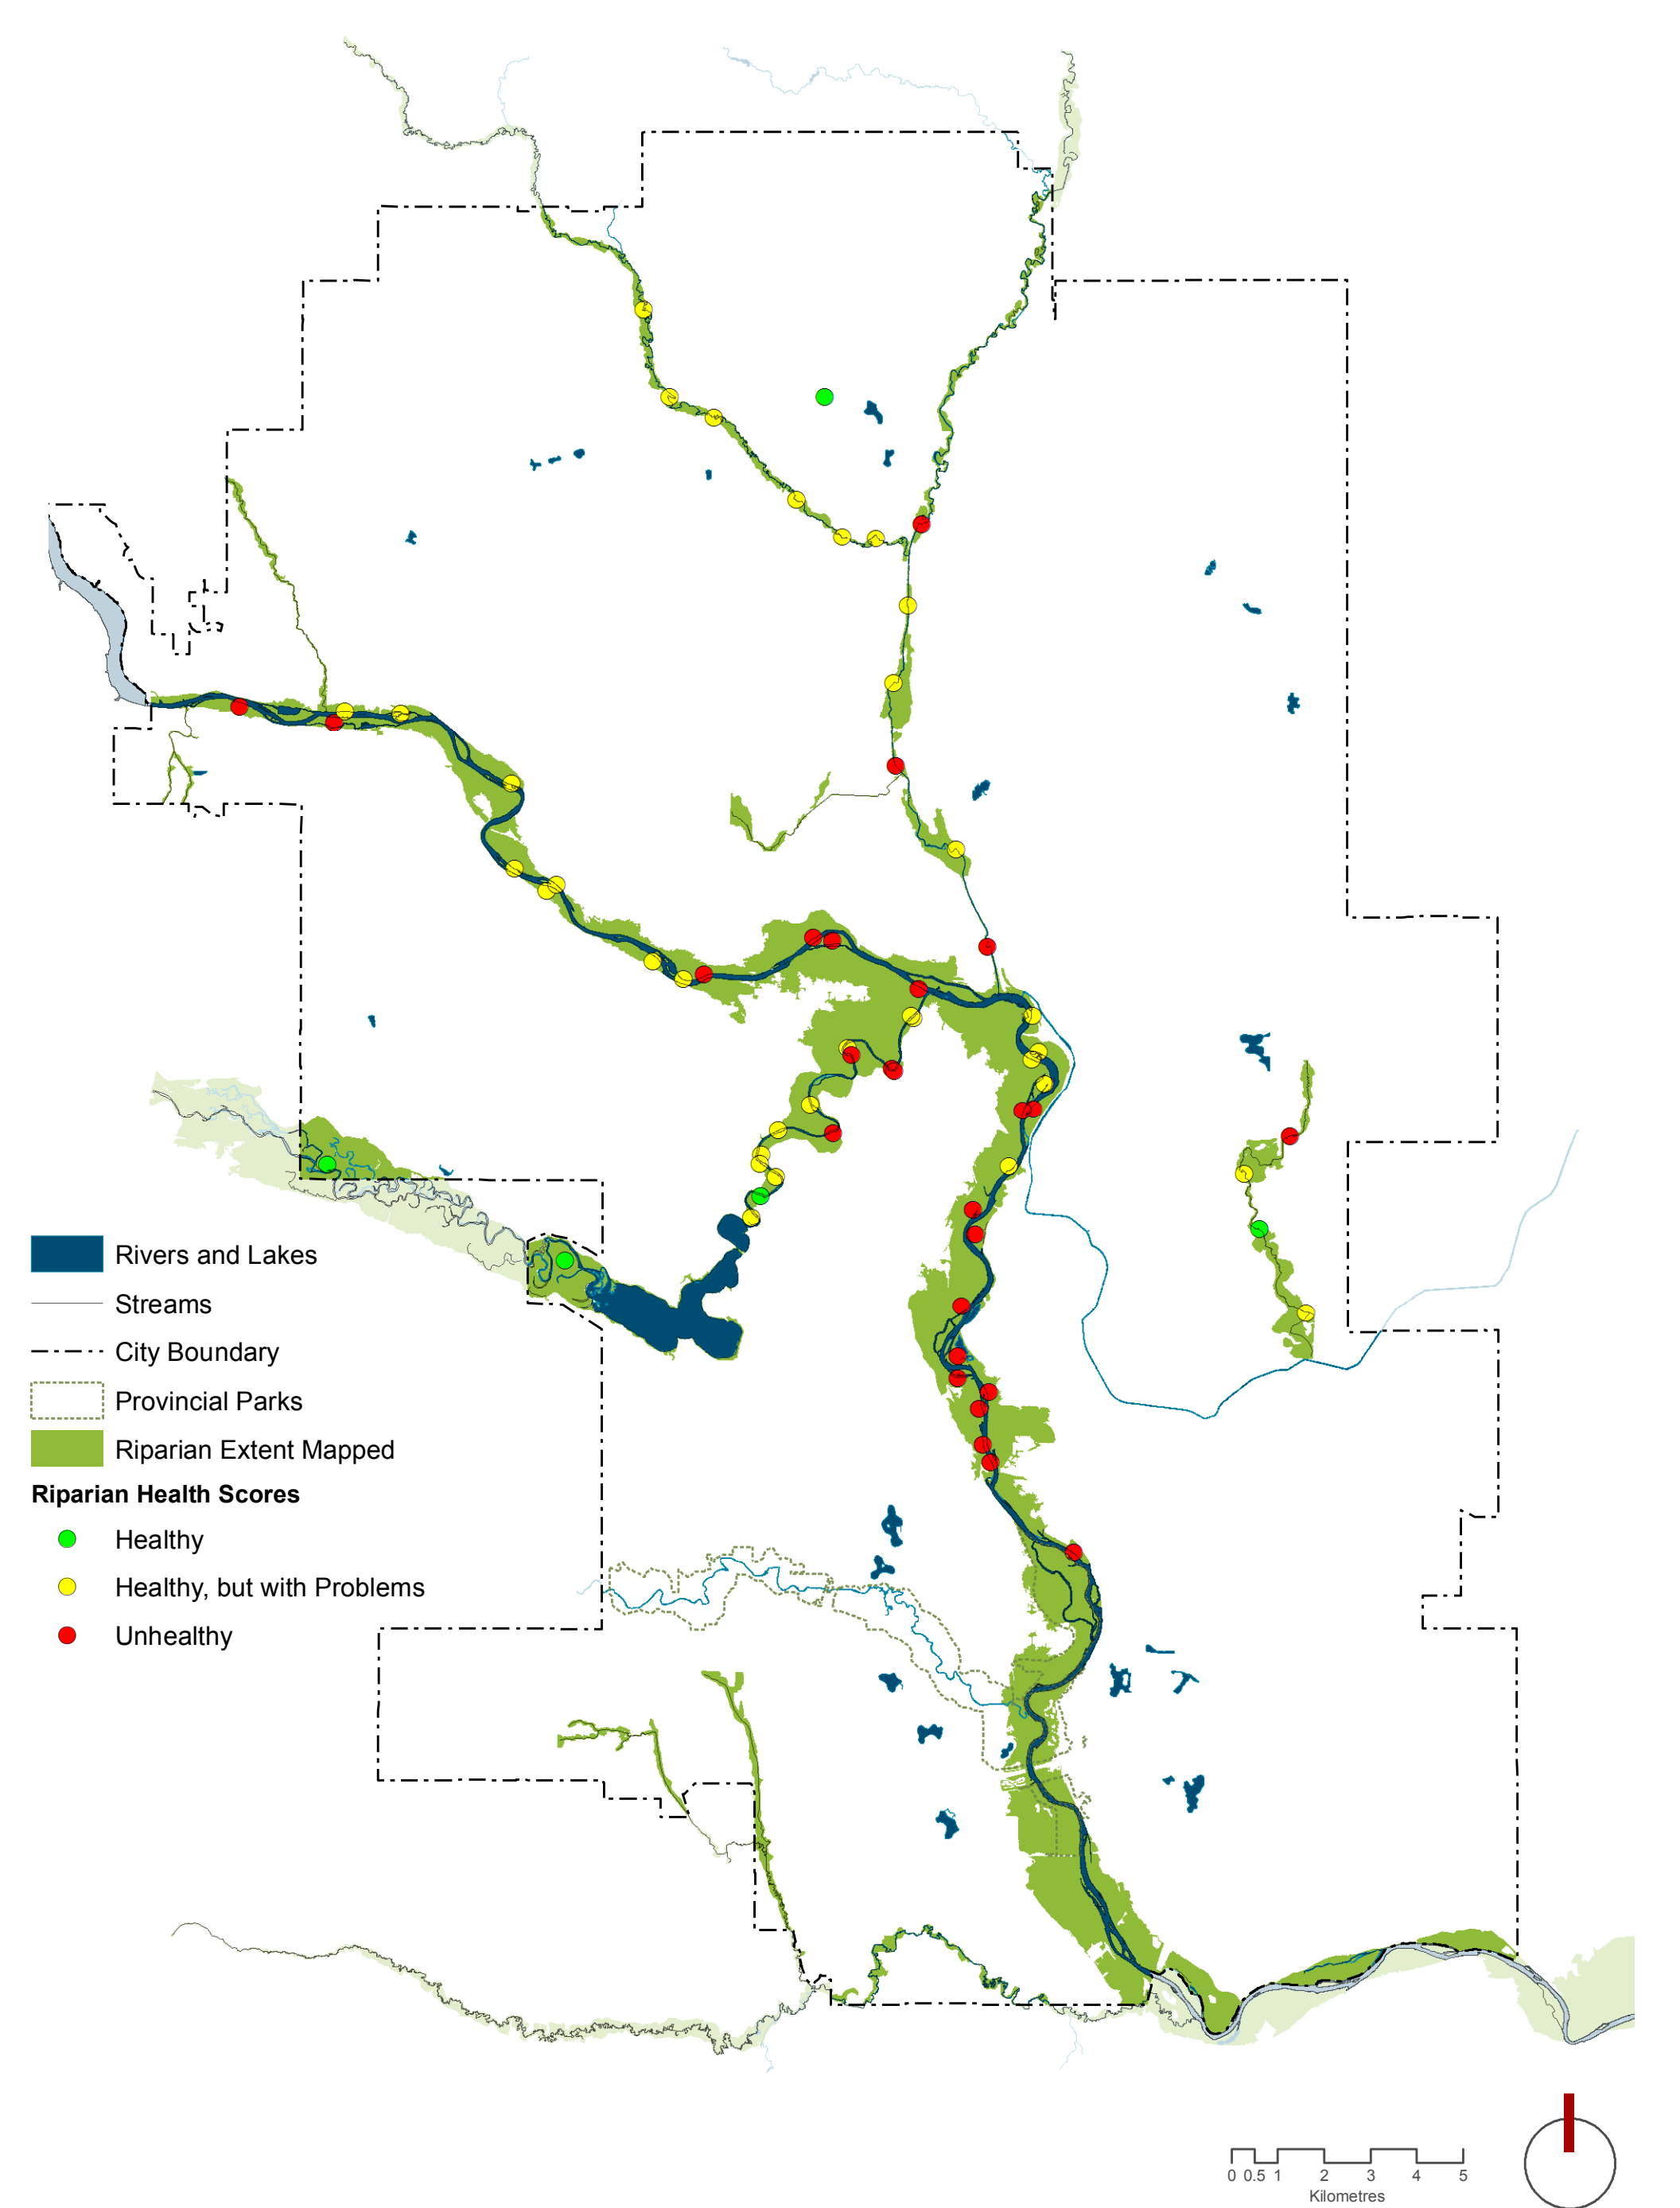 Rivers and Lakes
Streams
City Boundary
Provincial Parks
Riparian Extent Mapped
Riparian Health Scores
Healthy
Healthy, but with Problems
Unhealthy
0 0.5 1 2 3 4 5
Kilometres